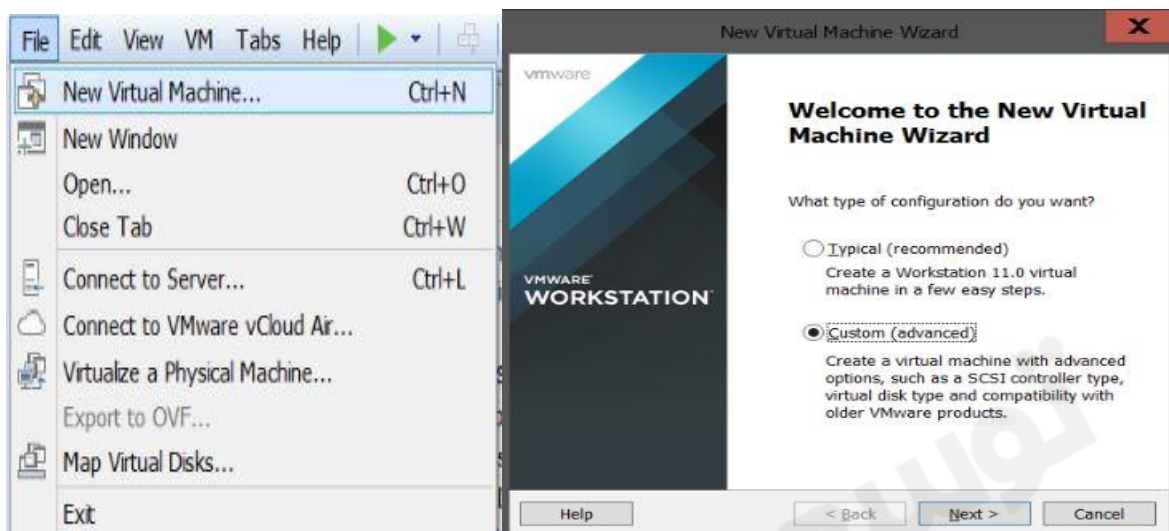 File Edit View VM Tabs Help
New Virtual Machine... Ctrl+N
New Window
Open... Ctrl+O
Close Tab Ctrl+W
Connect to Server... Ctrl+L
Connect to VMware vCloud Air...
Virtualize a Physical Machine...
Export to OVF...
Map Virtual Disks...
Exit
New Virtual Machine Wizard
X
vmware
VMWARE
WORKSTATION
Welcome to the New Virtual
Machine Wizard
What type of configuration do you want?
Typical (recommended)
Create a Workstation 11.0 virtual
machine in a few easy steps.
Custom (advanced)
Create a virtual machine with advanced
options, such as a SCSI controller type,
virtual disk type and compatibility with
older VMware products.
Help < Back Next > Cancel